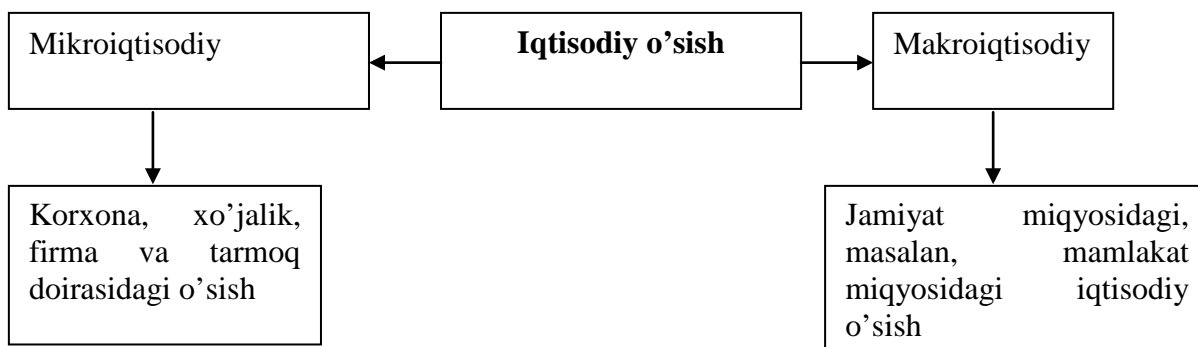 Mikroiqtisodiy
Iqtisodiy o’sish
Makroiqtisodiy
Korxona, xo’jalik,
firma va tarmoq
doirasidagi o’sish
Jamiyat miqyosidagi,
masalan, mamlakat
miqyosidagi iqtisodiy
o’sish